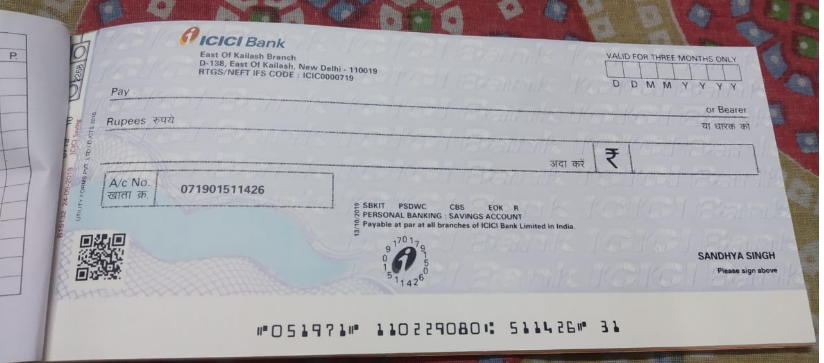 P.
ICICI Bank
East Of Kailash Branch
D-138, East Of Kailash, New Delhi - 110019
RTGS/NEFT IFS CODE : ICIC0000719
VALID FOR THREE MONTHS ONLY
D D M M Y Y Y Y
Pay
or Bearer
या धारक को
Rupees रुपये
अदा करें ₹
A/c No.
खाता क्र.
071901511426
SBKIT PSDWC CBS EOK R
PERSONAL BANKING : SAVINGS ACCOUNT
Payable at par at all branches of ICICI Bank Limited in India.
13/10/2019
SANDHYA SINGH
Please sign above
⑈051971⑈ 110229080⑆ 511426⑈ 31